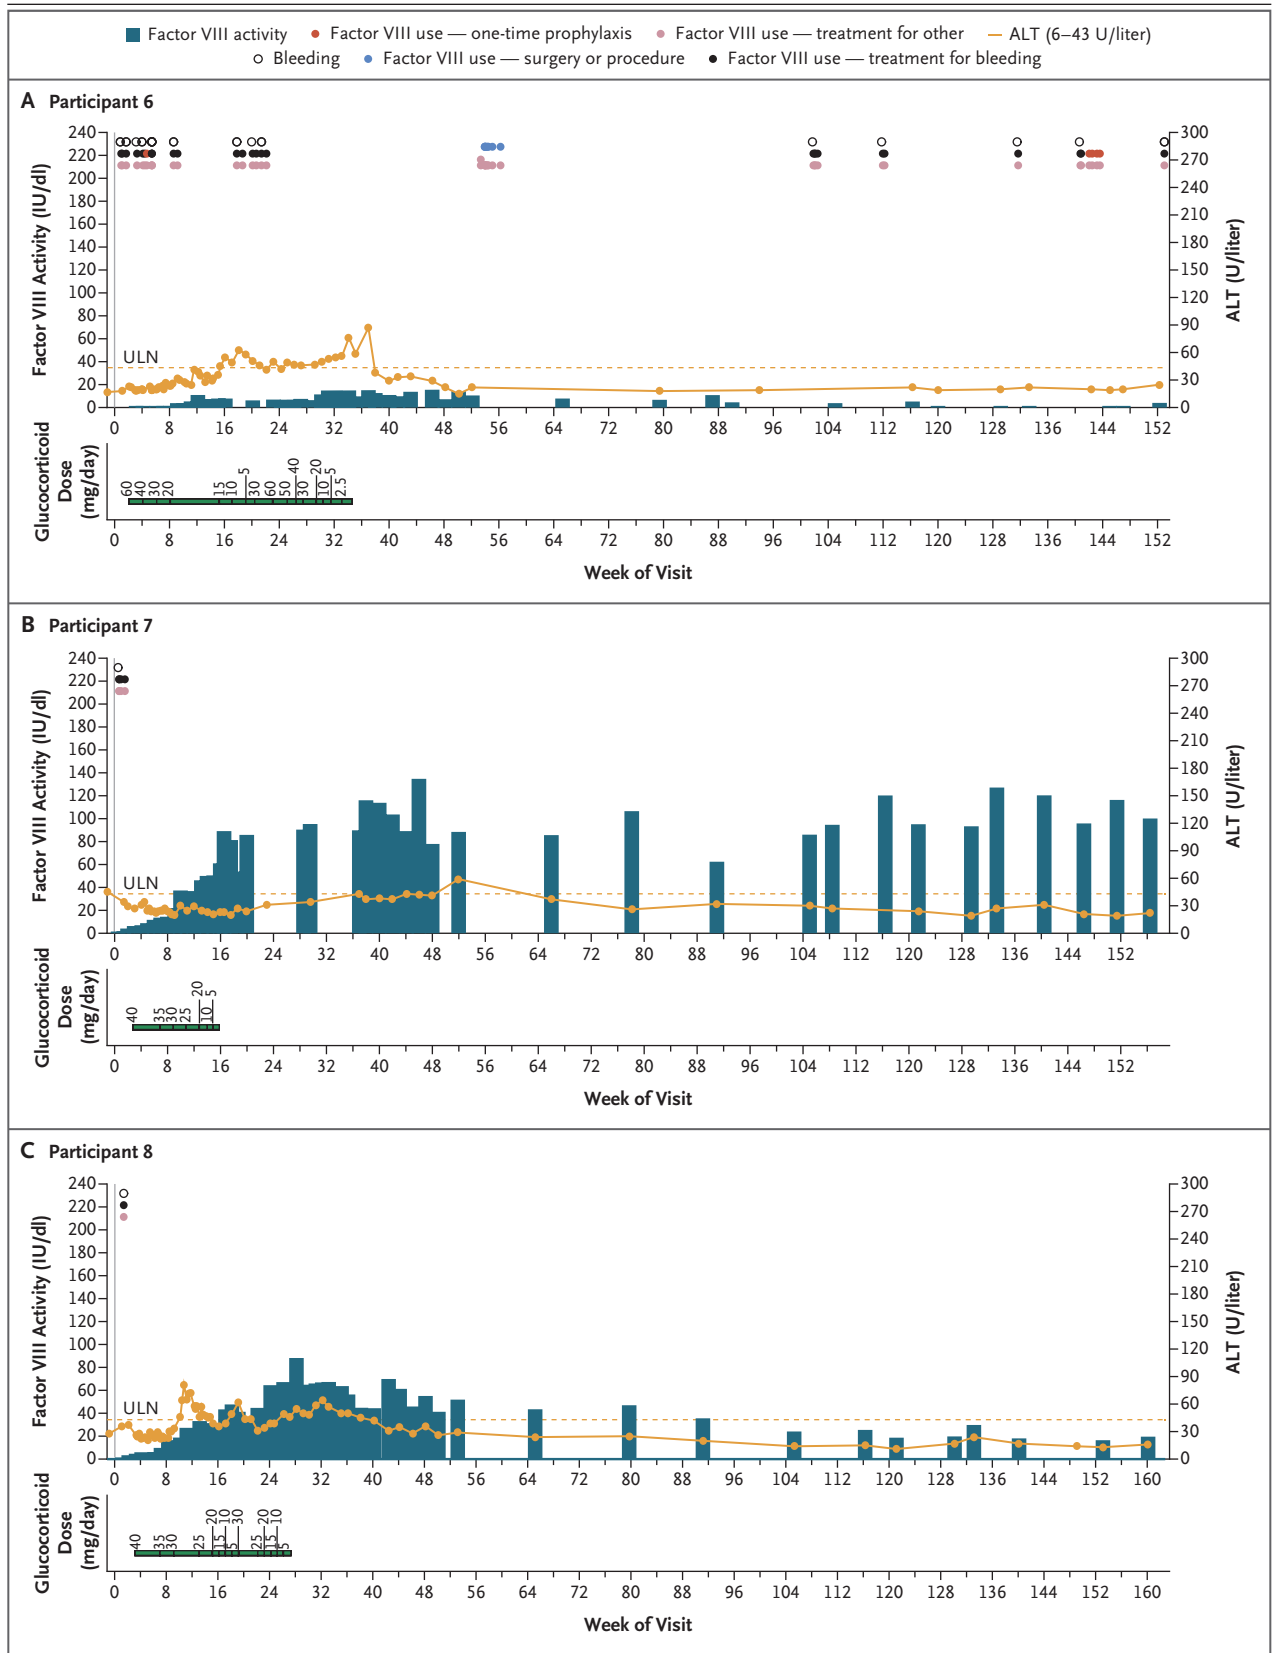 Factor VIII activity
Factor VIII use — one-time prophylaxis
Factor VIII use — treatment for other
ALT (6–43 U/liter)
Bleeding
Factor VIII use — surgery or procedure
Factor VIII use — treatment for bleeding
A Participant 6
Factor VIII Activity (IU/dl)
240
220
200
180
160
140
120
100
80
60
40
20
0
ULN
300
270
240
210
180
150
120
90
60
30
0
ALT (U/liter)
0 8 16 24 32 40 48 56 64 72 80 88 96 104 112 120 128 136 144 152
Glucocorticoid
Dose
(mg/day)
60 40 30 20 15 10 5 30 60 50 40 30 20 10 5 2.5
0 8 16 24 32 40 48 56 64 72 80 88 96 104 112 120 128 136 144 152
Week of Visit
B Participant 7
Factor VIII Activity (IU/dl)
240
220
200
180
160
140
120
100
80
60
40
20
0
ULN
300
270
240
210
180
150
120
90
60
30
0
ALT (U/liter)
0 8 16 24 32 40 48 56 64 72 80 88 96 104 112 120 128 136 144 152
Glucocorticoid
Dose
(mg/day)
40 35 30 25 20 10 5
0 8 16 24 32 40 48 56 64 72 80 88 96 104 112 120 128 136 144 152
Week of Visit
C Participant 8
Factor VIII Activity (IU/dl)
240
220
200
180
160
140
120
100
80
60
40
20
0
ULN
300
270
240
210
180
150
120
90
60
30
0
ALT (U/liter)
0 8 16 24 32 40 48 56 64 72 80 88 96 104 112 120 128 136 144 152 160
Glucocorticoid
Dose
(mg/day)
40 35 30 25 20 15 10 5 30 25 20 15 10 5
0 8 16 24 32 40 48 56 64 72 80 88 96 104 112 120 128 136 144 152 160
Week of Visit